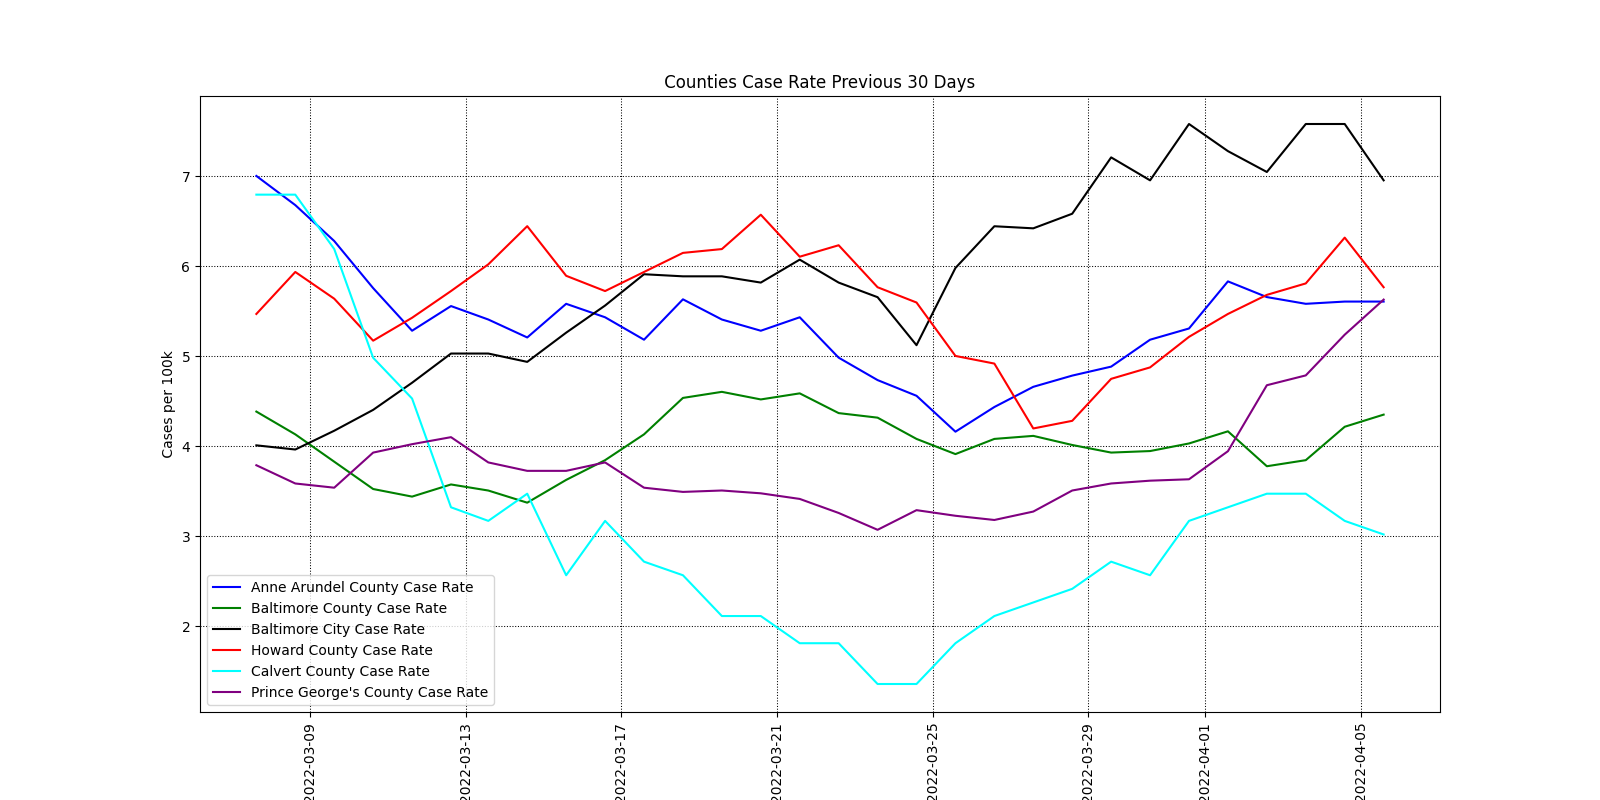 Counties Case Rate Previous 30 Days
Cases per 100k
7
6
5
4
3
2
Anne Arundel County Case Rate
Baltimore County Case Rate
Baltimore City Case Rate
Howard County Case Rate
Calvert County Case Rate
Prince George's County Case Rate
2022-03-09
2022-03-13
2022-03-17
2022-03-21
2022-03-25
2022-03-29
2022-04-01
2022-04-05